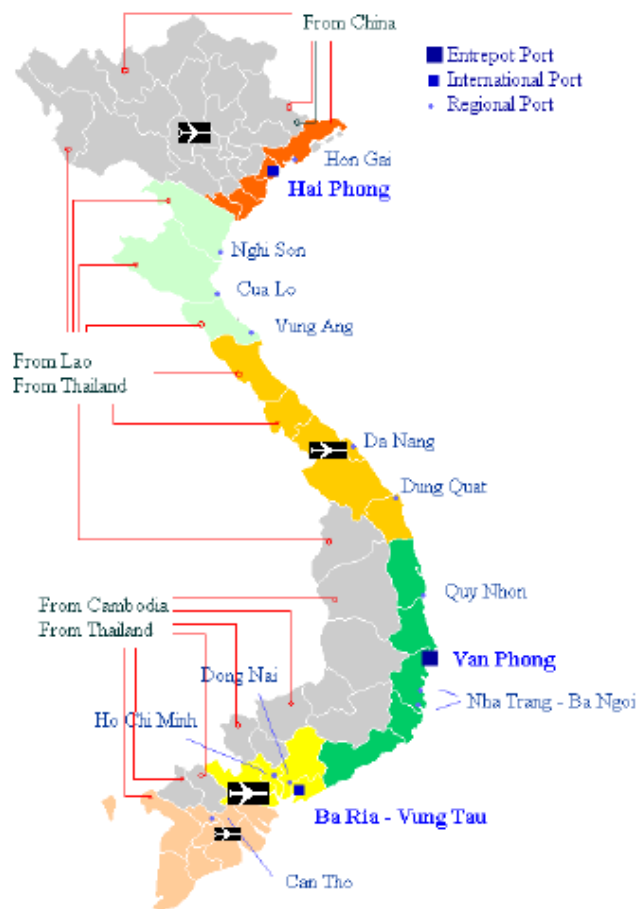 From China
Entrepot Port
International Port
Regional Port
Hon Gai
Hai Phong
Nghi Son
Cua Lo
Vung Ang
From Lao
From Thailand
Da Nang
Dung Quat
Quy Nhon
From Cambodia
From Thailand
Van Phong
Dong Nai
Nha Trang - Ba Ngoi
Ho Chi Minh
Ba Ria - Vung Tau
Can Tho